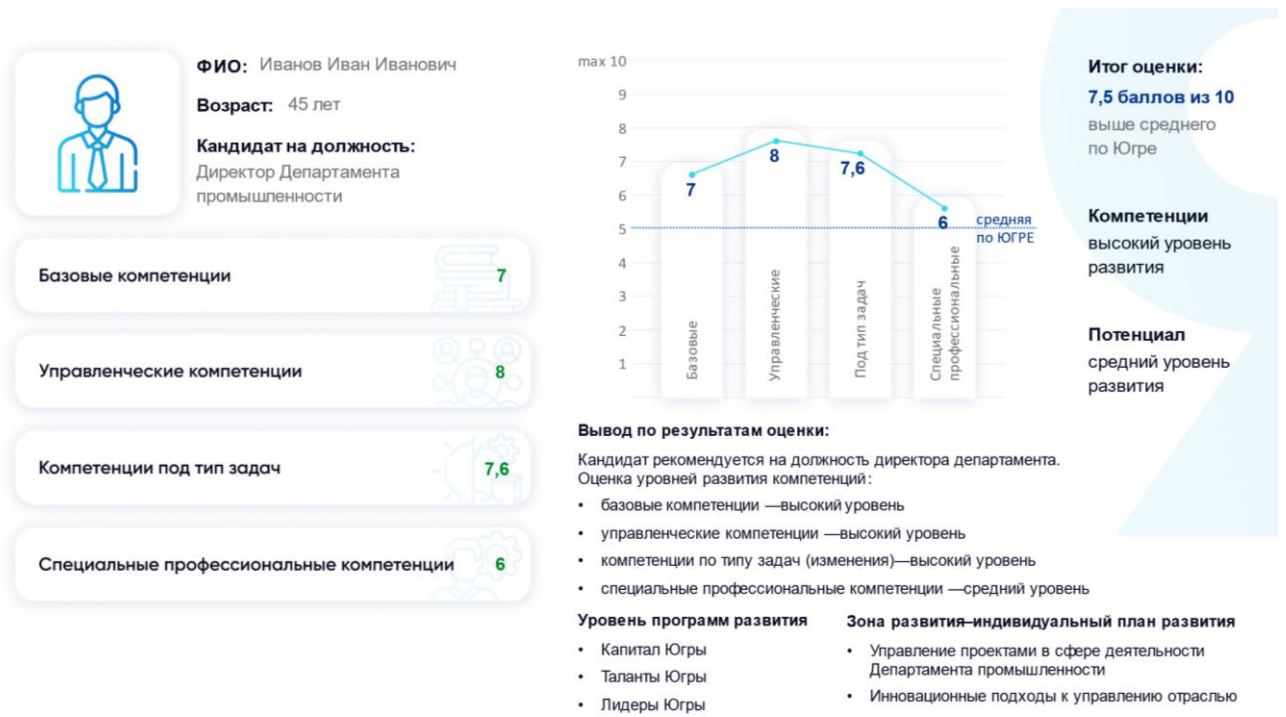 ФИО: Иванов Иван Иванович
Возраст: 45 лет
Кандидат на должность:
Директор Департамента
промышленности
Базовые компетенции 7
Управленческие компетенции 8
Компетенции под тип задач 7,6
Специальные профессиональные компетенции 6
max 10
9
8
7
6
5
4
3
2
1
7
8
7,6
6
средняя
по ЮГРЕ
Базовые
Управленческие
Под тип задач
Специальные
профессиональные
Итог оценки:
7,5 баллов из 10
выше среднего
по Югре
Компетенции
высокий уровень
развития
Потенциал
средний уровень
развития
Вывод по результатам оценки:
Кандидат рекомендуется на должность директора департамента.
Оценка уровней развития компетенций:
• базовые компетенции —высокий уровень
• управленческие компетенции —высокий уровень
• компетенции по типу задач (изменения)—высокий уровень
• специальные профессиональные компетенции —средний уровень
Уровень программ развития
• Капитал Югры
• Таланты Югры
• Лидеры Югры
Зона развития–индивидуальный план развития
• Управление проектами в сфере деятельности
Департамента промышленности
• Инновационные подходы к управлению отраслью